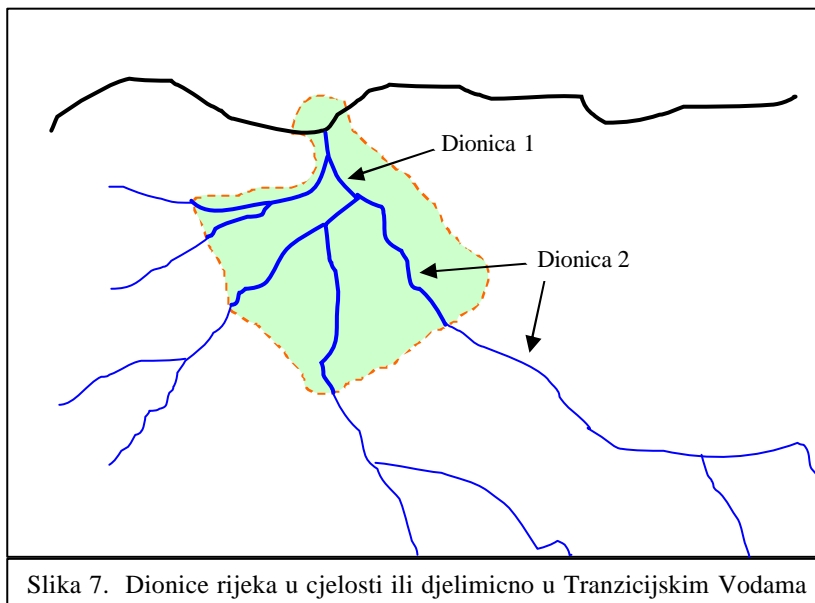 Dionica 1
Dionica 2
Slika 7. Dionice rijeka u cjelosti ili djelimicno u Tranzicijskim Vodama